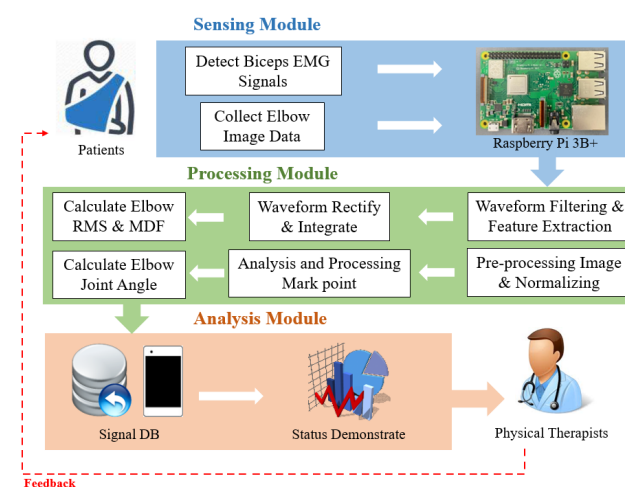 Sensing Module
Detect Biceps EMG
Signals
Collect Elbow
Image Data
Patients
Raspberry Pi 3B+
Processing Module
Calculate Elbow
RMS & MDF
Waveform Rectify
& Integrate
Waveform Filtering &
Feature Extraction
Calculate Elbow
Joint Angle
Analysis and Processing
Mark point
Pre-processing Image
& Normalizing
Analysis Module
Signal DB
Status Demonstrate
Physical Therapists
Feedback